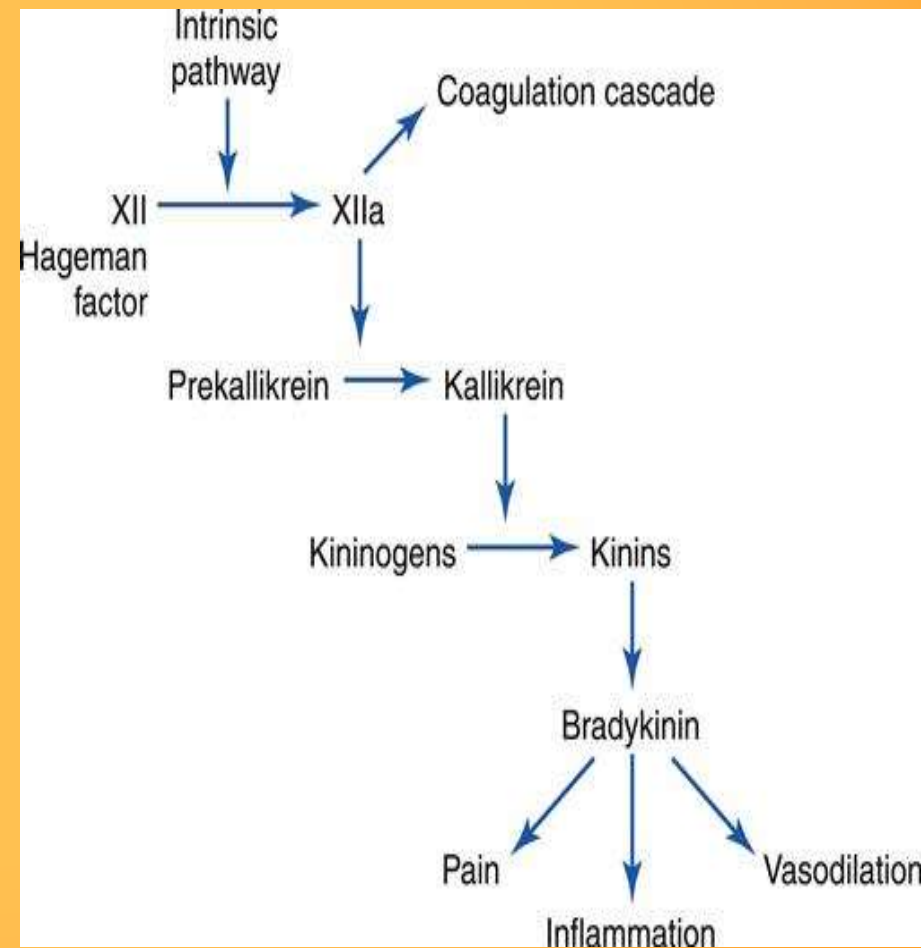 Intrinsic
pathway
Coagulation cascade
XII
XIIa
Hageman
factor
Prekallikrein
Kallikrein
Kininogens
Kinins
Bradykinin
Pain
Vasodilation
Inflammation